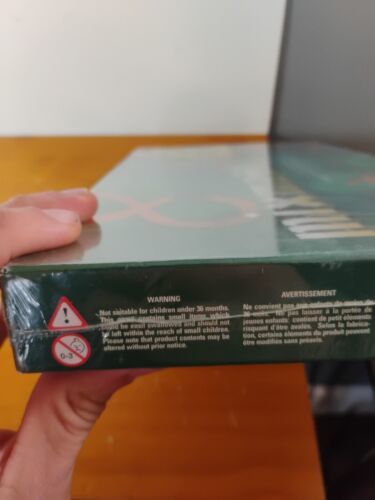 WARNING
Not suitable for children under 36 months.
This game contains small items which
could be easil swallowed and should not
be left within the reach of small children.
Please note that product contents may be
altered without prior notice.
0-3
AVERTISSEMENT
Ne convient pas aux de moins de
36 mois. Ne pas laisser à la portée de
jeunes enfants: contient de petit éléments
risquant d'être avalés. Selon la fabrica-
tion, certains éléments du produit peuvent
être modifiés sans préavis.